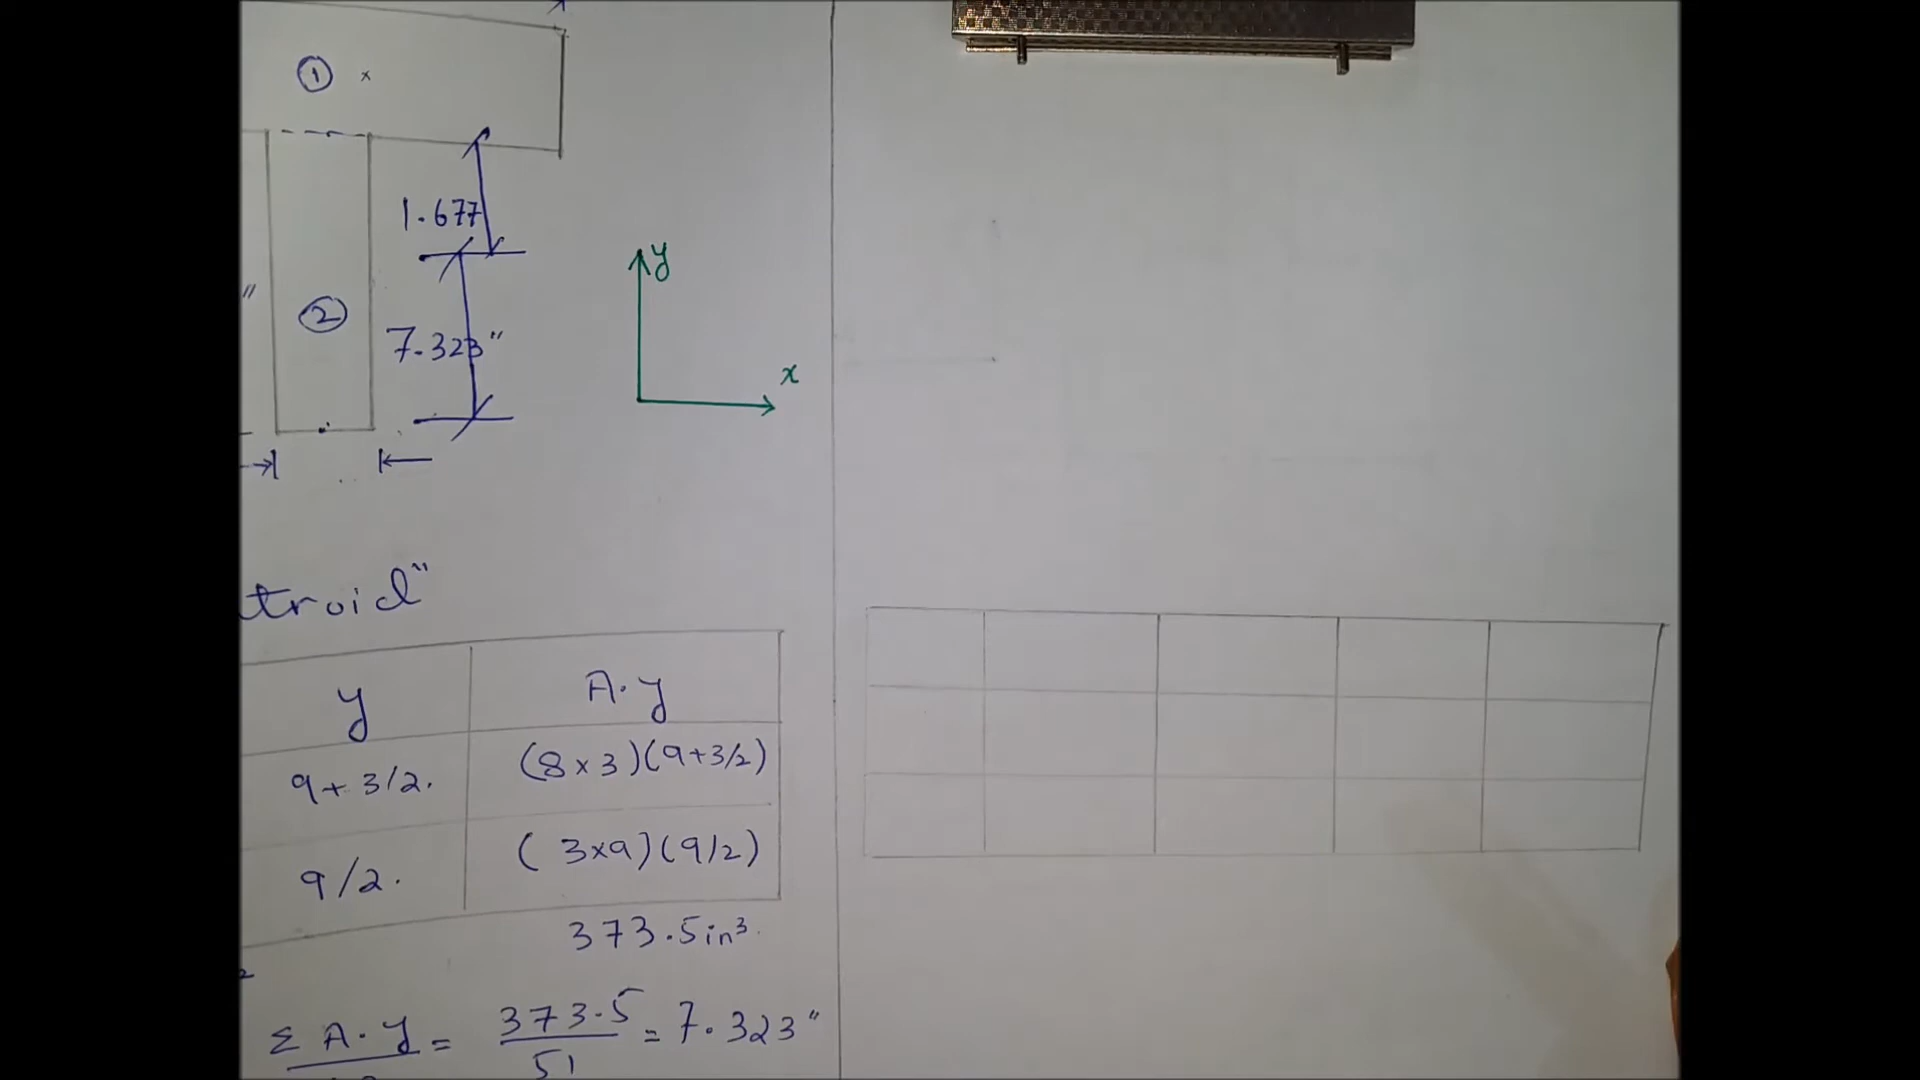 ①
1.677
y
″
②
7.323"
x
troid"
y
A.y
9+3/2.
(8×3)(9+3/2)
9/2.
(3×9)(9/2)
373.5in³.
Σ A.y = 373.5 = 7.323"
51